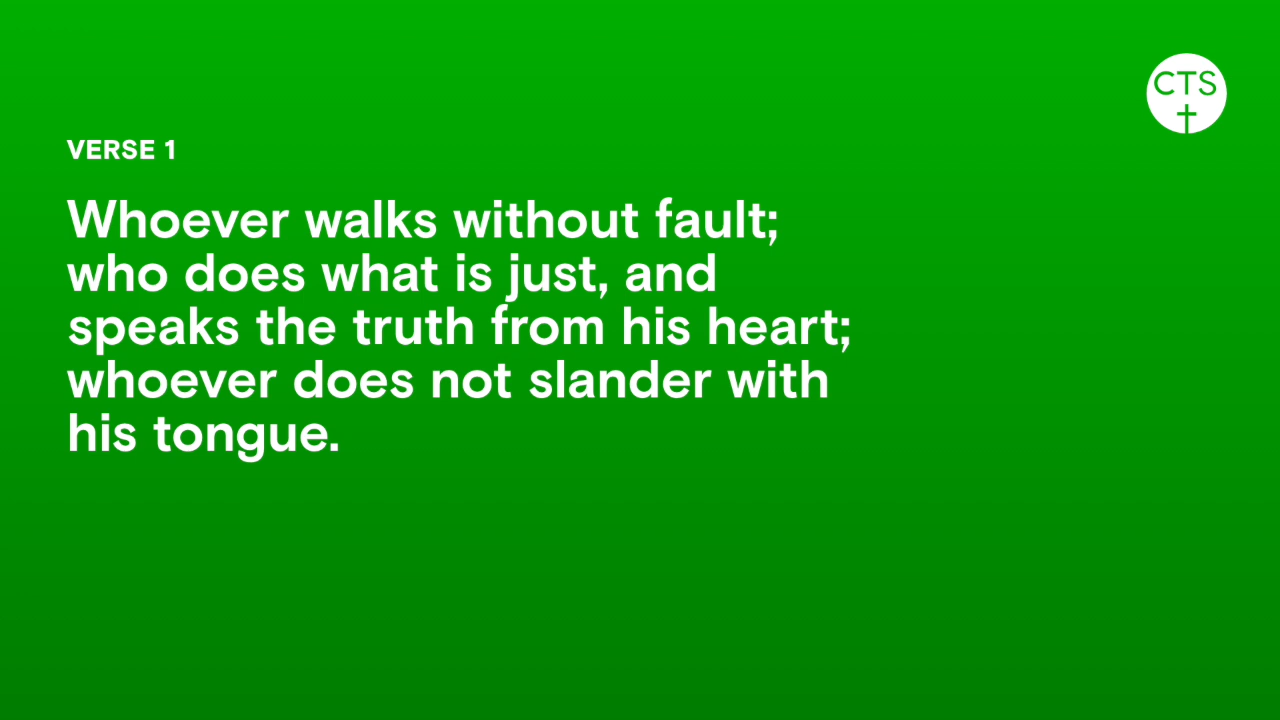 CTS
VERSE 1
Whoever walks without fault;
who does what is just, and
speaks the truth from his heart;
whoever does not slander with
his tongue.